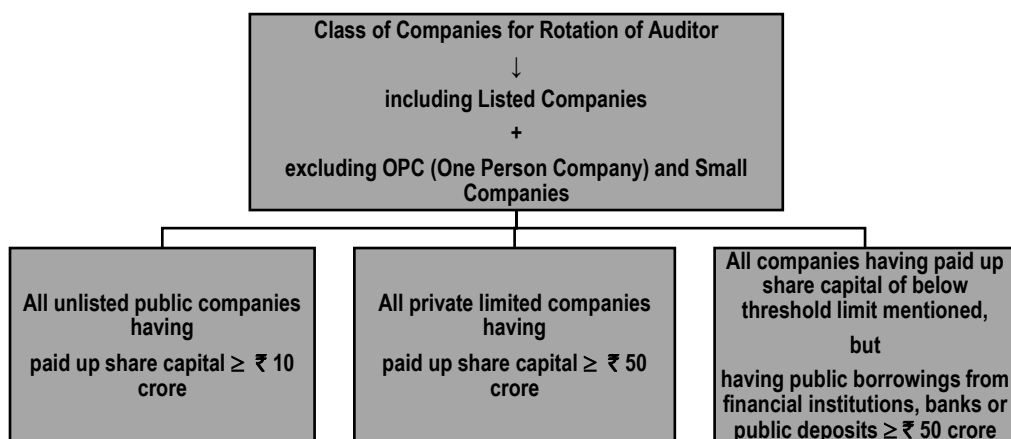 Class of Companies for Rotation of Auditor
↓
including Listed Companies
+
excluding OPC (One Person Company) and Small
Companies
All unlisted public companies
having
paid up share capital ≥ ₹ 10
crore
All private limited companies
having
paid up share capital ≥ ₹ 50
crore
All companies having paid up
share capital of below
threshold limit mentioned,
but
having public borrowings from
financial institutions, banks or
public deposits ≥ ₹ 50 crore